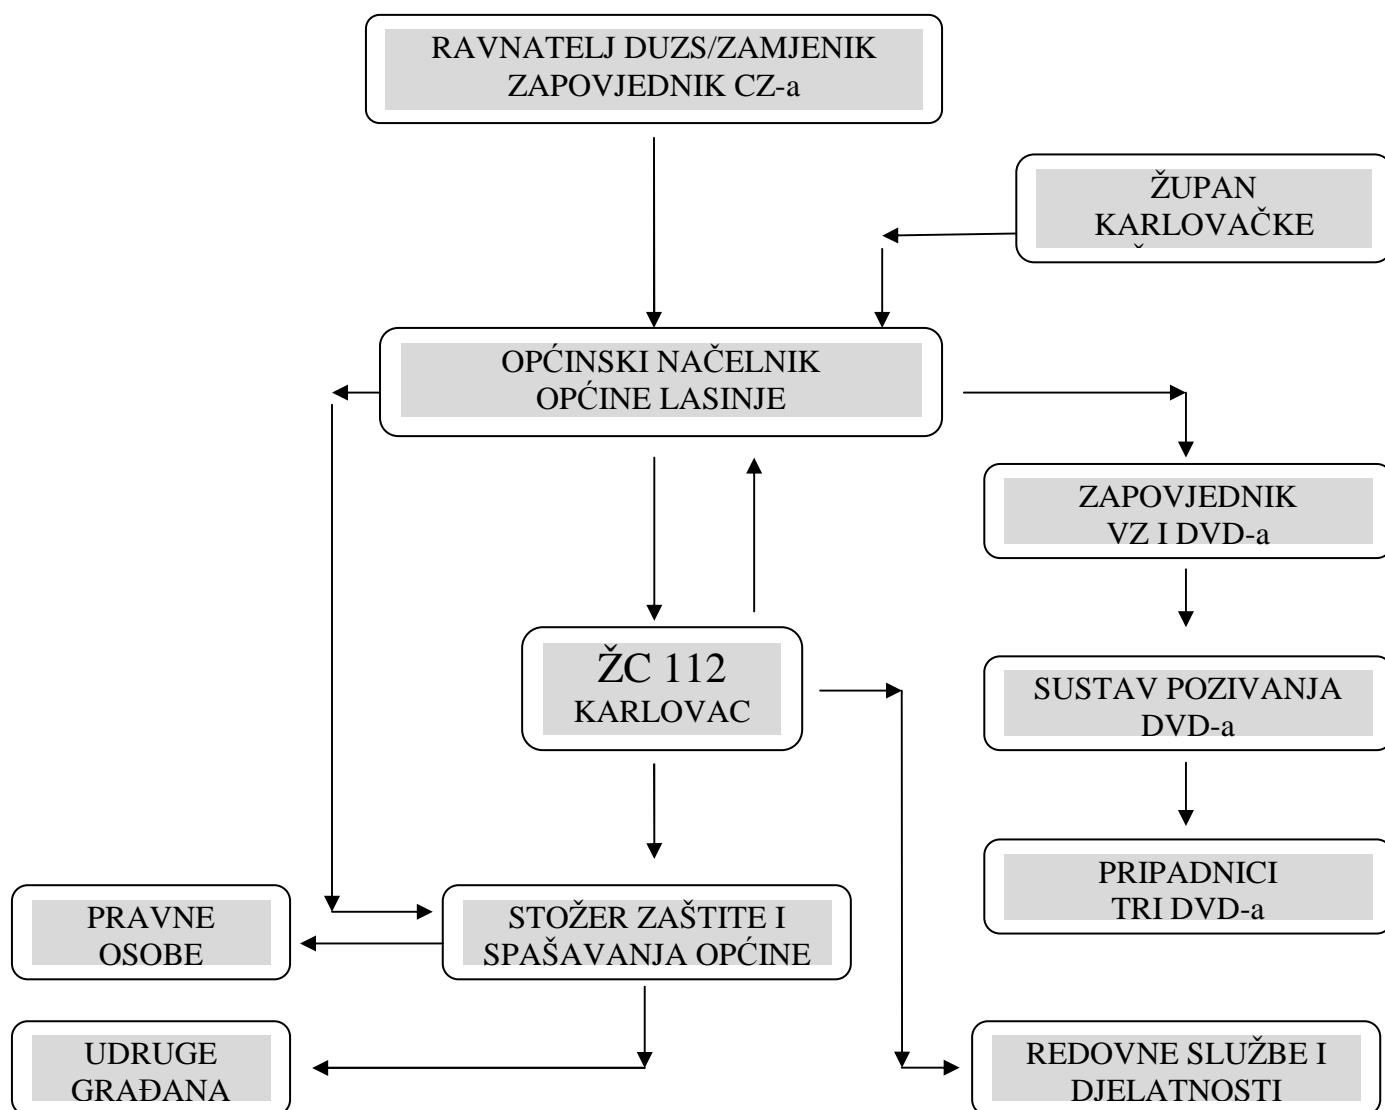 RAVNATELJ DUZS/ZAMJENIK
ZAPOVJEDNIK CZ-a
ŽUPAN
KARLOVAČKE
OPĆINSKI NAČELNIK
OPĆINE LASINJE
ZAPOVJEDNIK
VZ I DVD-a
ŽC 112
KARLOVAC
SUSTAV POZIVANJA
DVD-a
PRIPADNICI
TRI DVD-a
PRAVNE
OSOBE
STOŽER ZAŠTITE I
SPAŠAVANJA OPĆINE
UDRUGE
GRAĐANA
REDOVNE SLUŽBE I
DJELATNOSTI